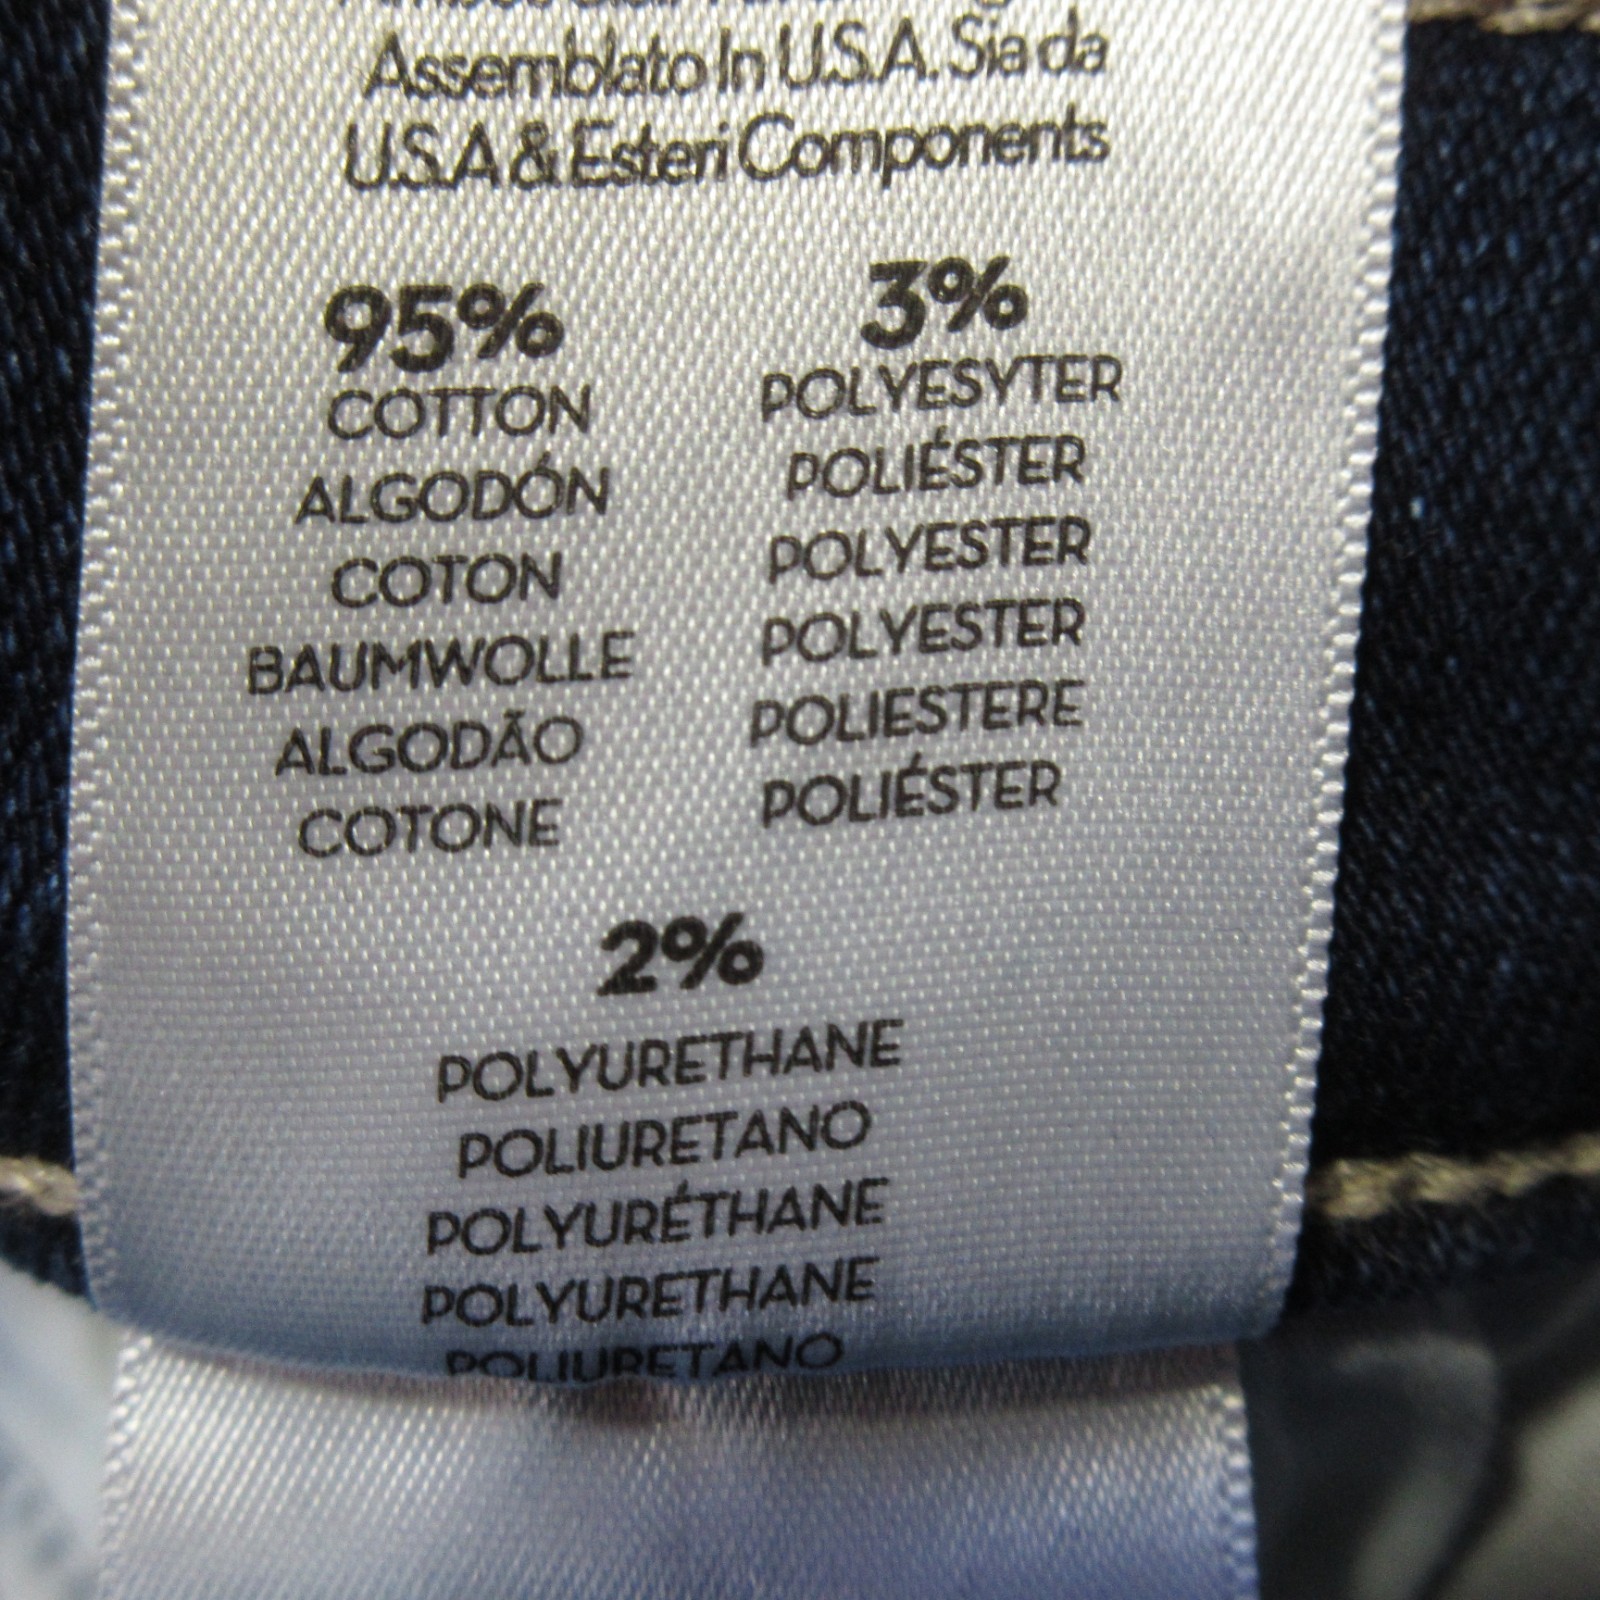 Assemblato In U.S.A. Sia da
U.S.A & Esteri Components
95%
COTTON
ALGODÓN
COTON
BAUMWOLLE
ALGODÃO
COTONE
3%
POLYESYTER
POLIÉSTER
POLYESTER
POLYESTER
POLIESTERE
POLIÉSTER
2%
POLYURETHANE
POLIURETANO
POLYURÉTHANE
POLYURETHANE
POLIURETANO